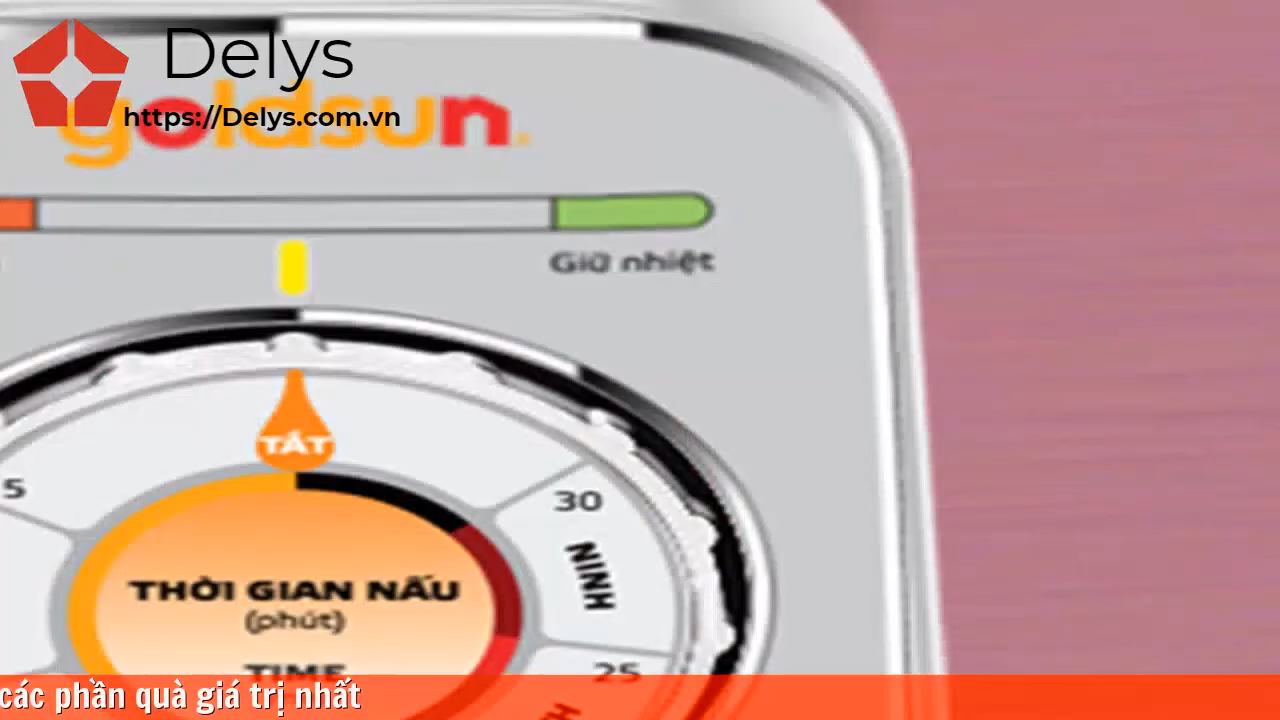 Delys
https://Delys.com.vn
goldsun
Giữ nhiệt
TẮT
5
30
NINH
THỜI GIAN NẤU
(phút)
TIME
25
các phần quà giá trị nhất